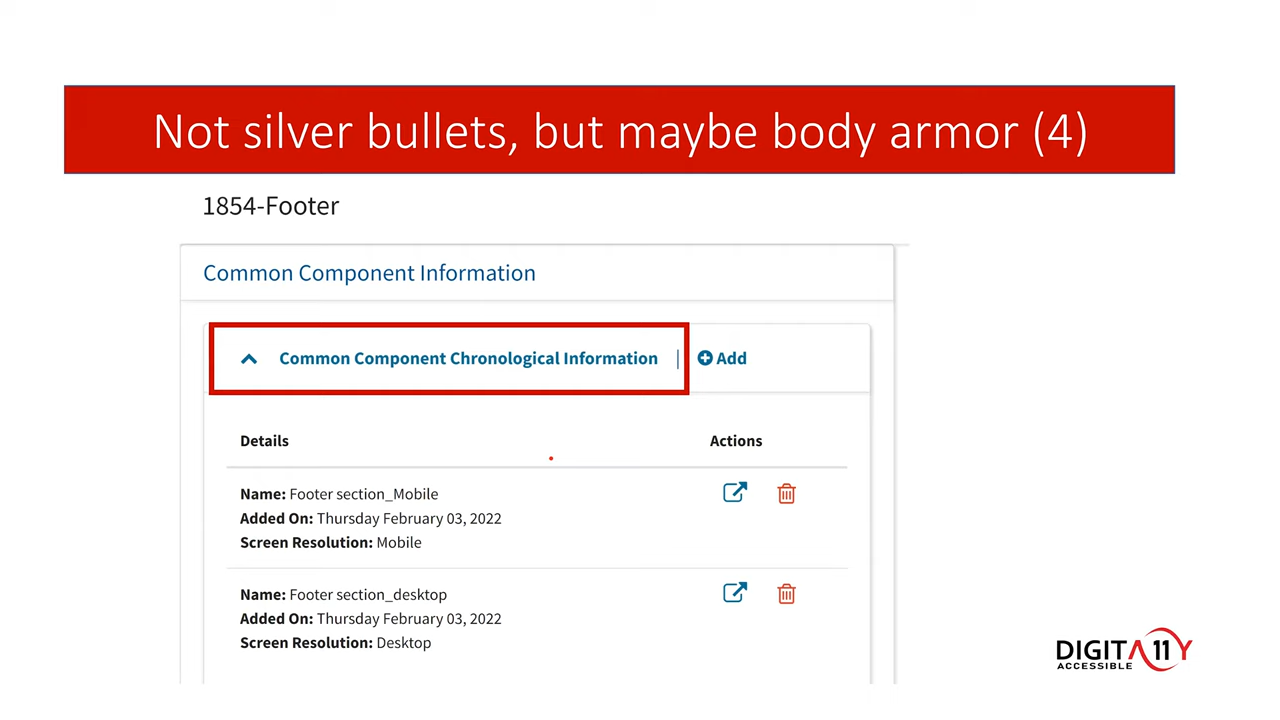 Not silver bullets, but maybe body armor (4)
1854-Footer
Common Component Information
Common Component Chronological Information | Add
Details Actions
Name: Footer section_Mobile
Added On: Thursday February 03, 2022
Screen Resolution: Mobile
Name: Footer section_desktop
Added On: Thursday February 03, 2022
Screen Resolution: Desktop
DIGITA11Y
ACCESSIBLE